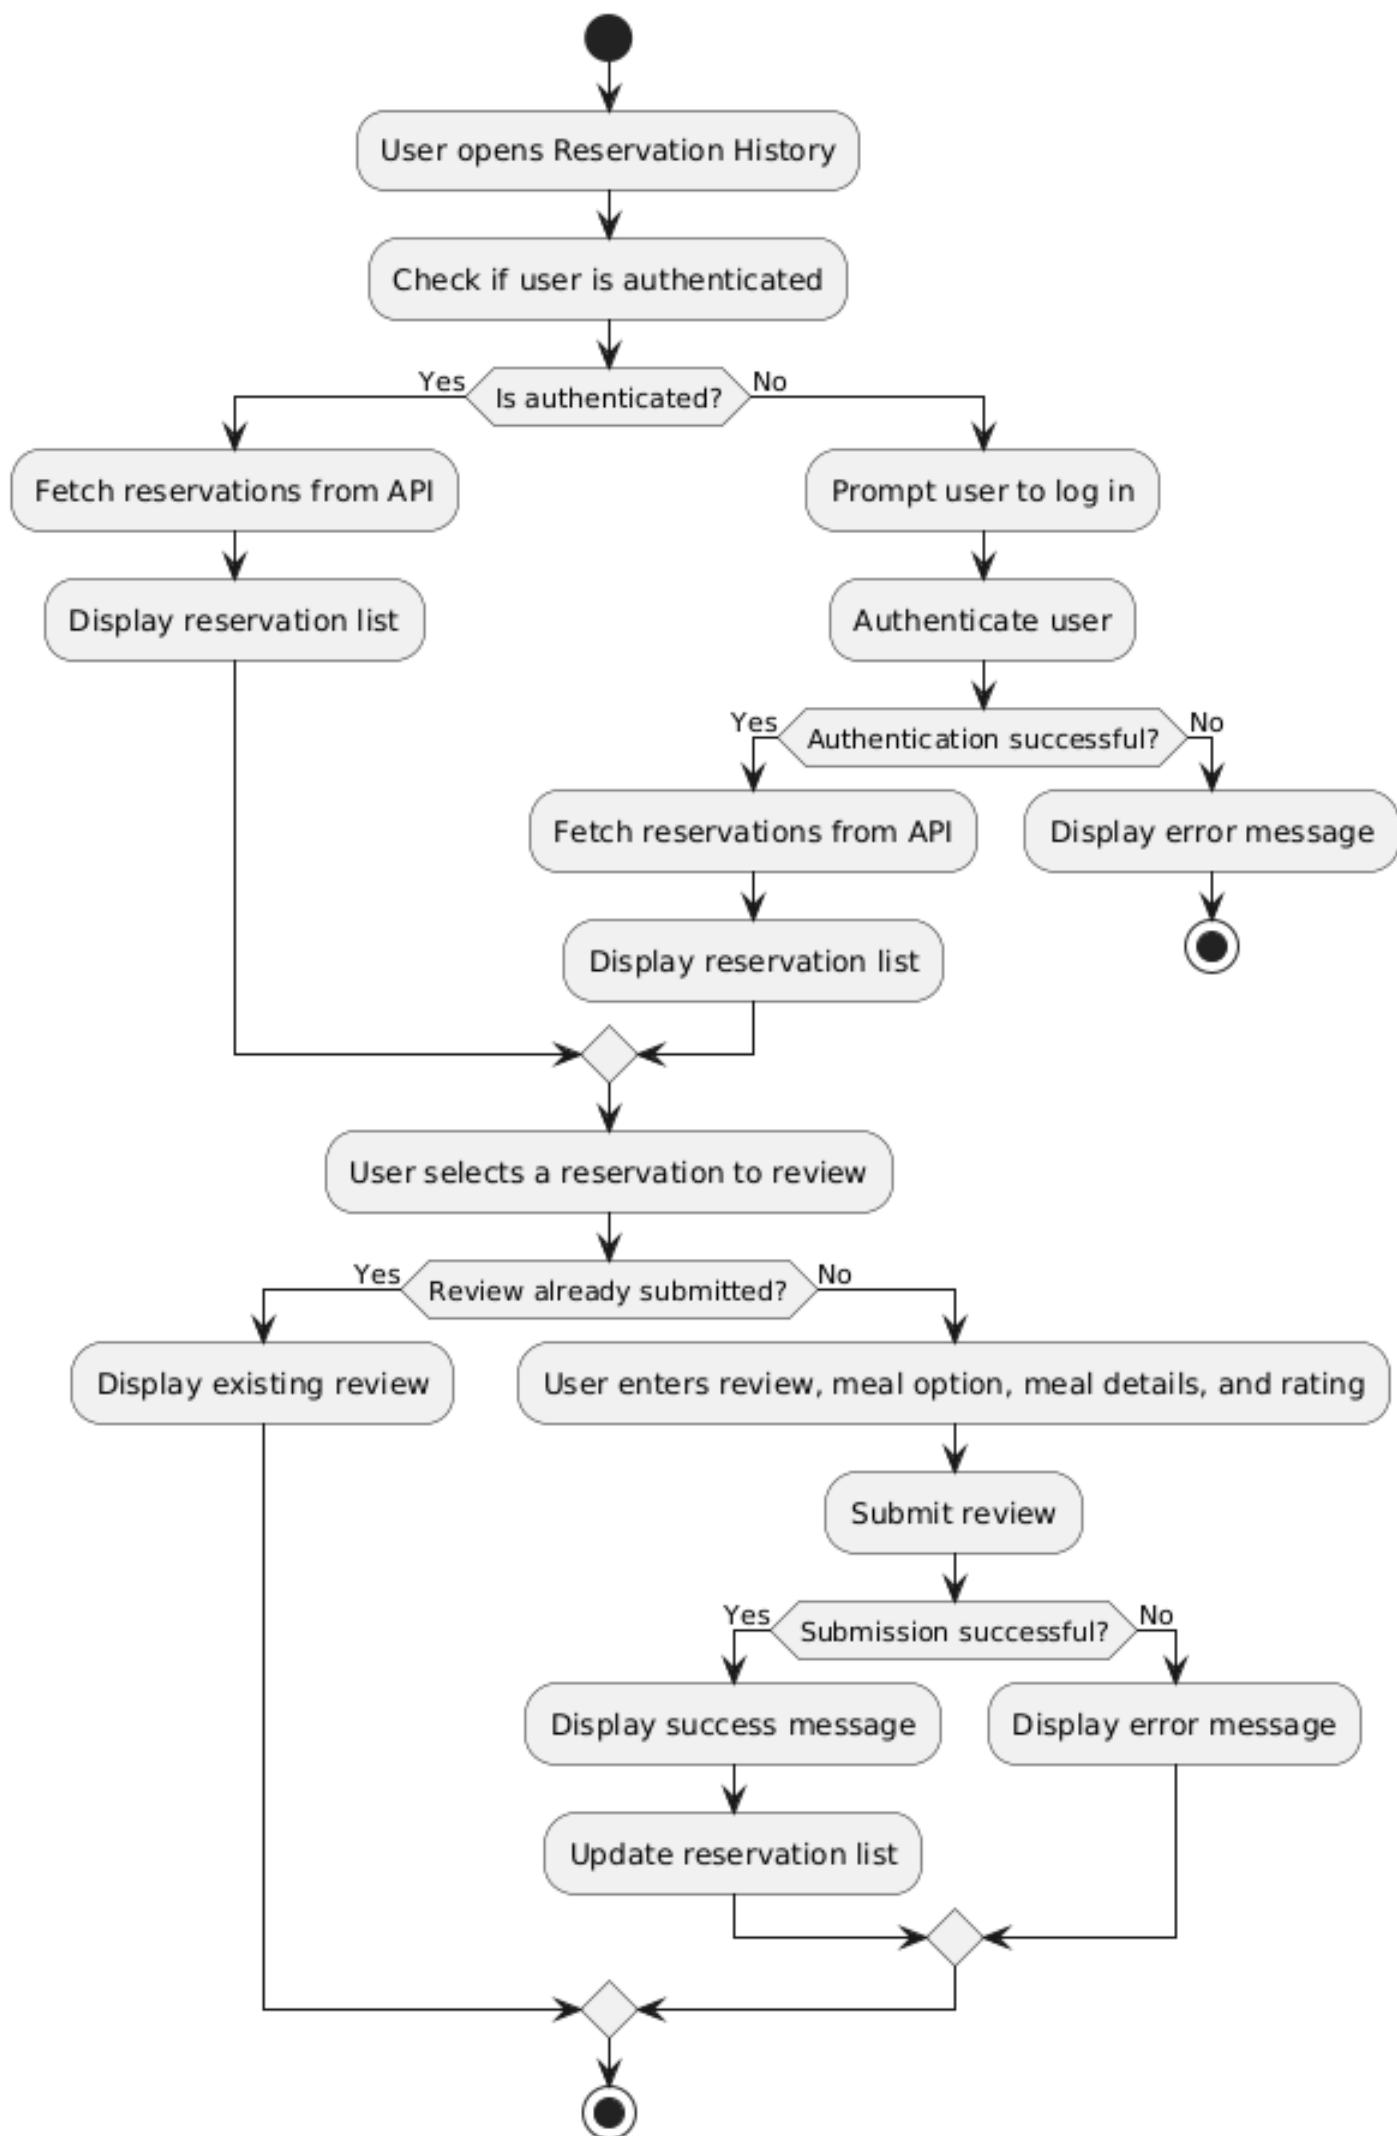 User opens Reservation History
Check if user is authenticated
Yes
Is authenticated?
No
Fetch reservations from API
Prompt user to log in
Display reservation list
Authenticate user
Yes
Authentication successful?
No
Fetch reservations from API
Display error message
Display reservation list
User selects a reservation to review
Yes
Review already submitted?
No
Display existing review
User enters review, meal option, meal details, and rating
Submit review
Yes
Submission successful?
No
Display success message
Display error message
Update reservation list